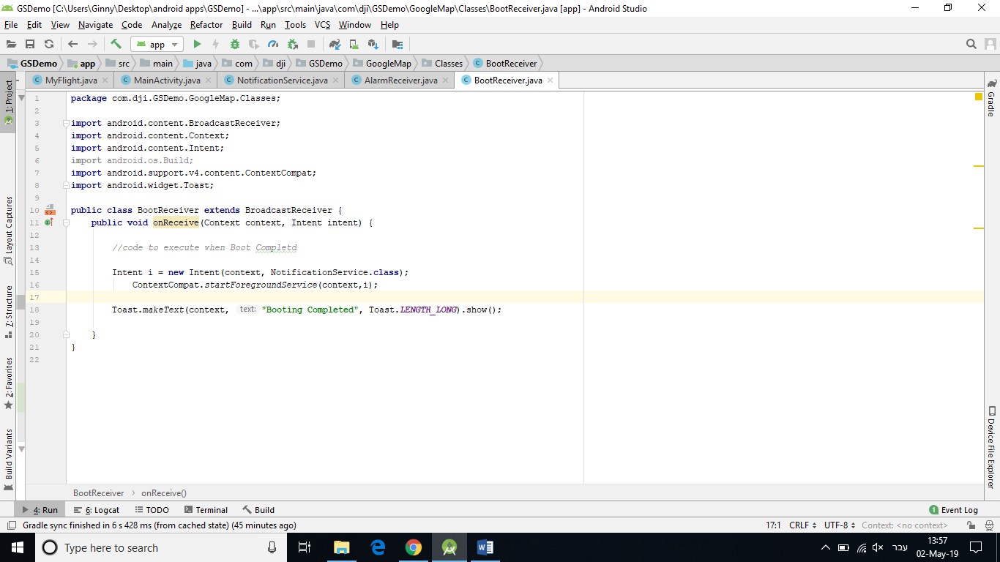 GSDemo [C:\Users\Ginny\Desktop\android apps\GSDemo] - ...\app\src\main\java\com\dji\GSDemo\GoogleMap\Classes\BootReceiver.java [app] - Android Studio
File Edit View Navigate Code Analyze Refactor Build Run Tools VCS Window Help
app
GSDemo app src main java com dji GSDemo GoogleMap Classes BootReceiver
MyFlight.java MainActivity.java NotificationService.java AlarmReceiver.java BootReceiver.java
1: Project
Layout Captures
7: Structure
2: Favorites
Build Variants
1 package com.dji.GSDemo.GoogleMap.Classes;
2
3 import android.content.BroadcastReceiver;
4 import android.content.Context;
5 import android.content.Intent;
6 import android.os.Build;
7 import android.support.v4.content.ContextCompat;
8 import android.widget.Toast;
9
10 public class BootReceiver extends BroadcastReceiver {
11 public void onReceive(Context context, Intent intent) {
12
13 //code to execute when Boot Completd
14
15 Intent i = new Intent(context, NotificationService.class);
16 ContextCompat.startForegroundService(context,i);
17
18 Toast.makeText(context, text: "Booting Completed", Toast.LENGTH_LONG).show();
19
20 }
21 }
22
Gradle
Device File Explorer
BootReceiver › onReceive()
4: Run 6: Logcat TODO Terminal Build 1 Event Log
Gradle sync finished in 6 s 428 ms (from cached state) (45 minutes ago) 17:1 CRLF UTF-8 Context: <no context>
Type here to search
עבר
13:57
02-May-19